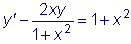 y' − 2xy/(1+x²) = 1+x²